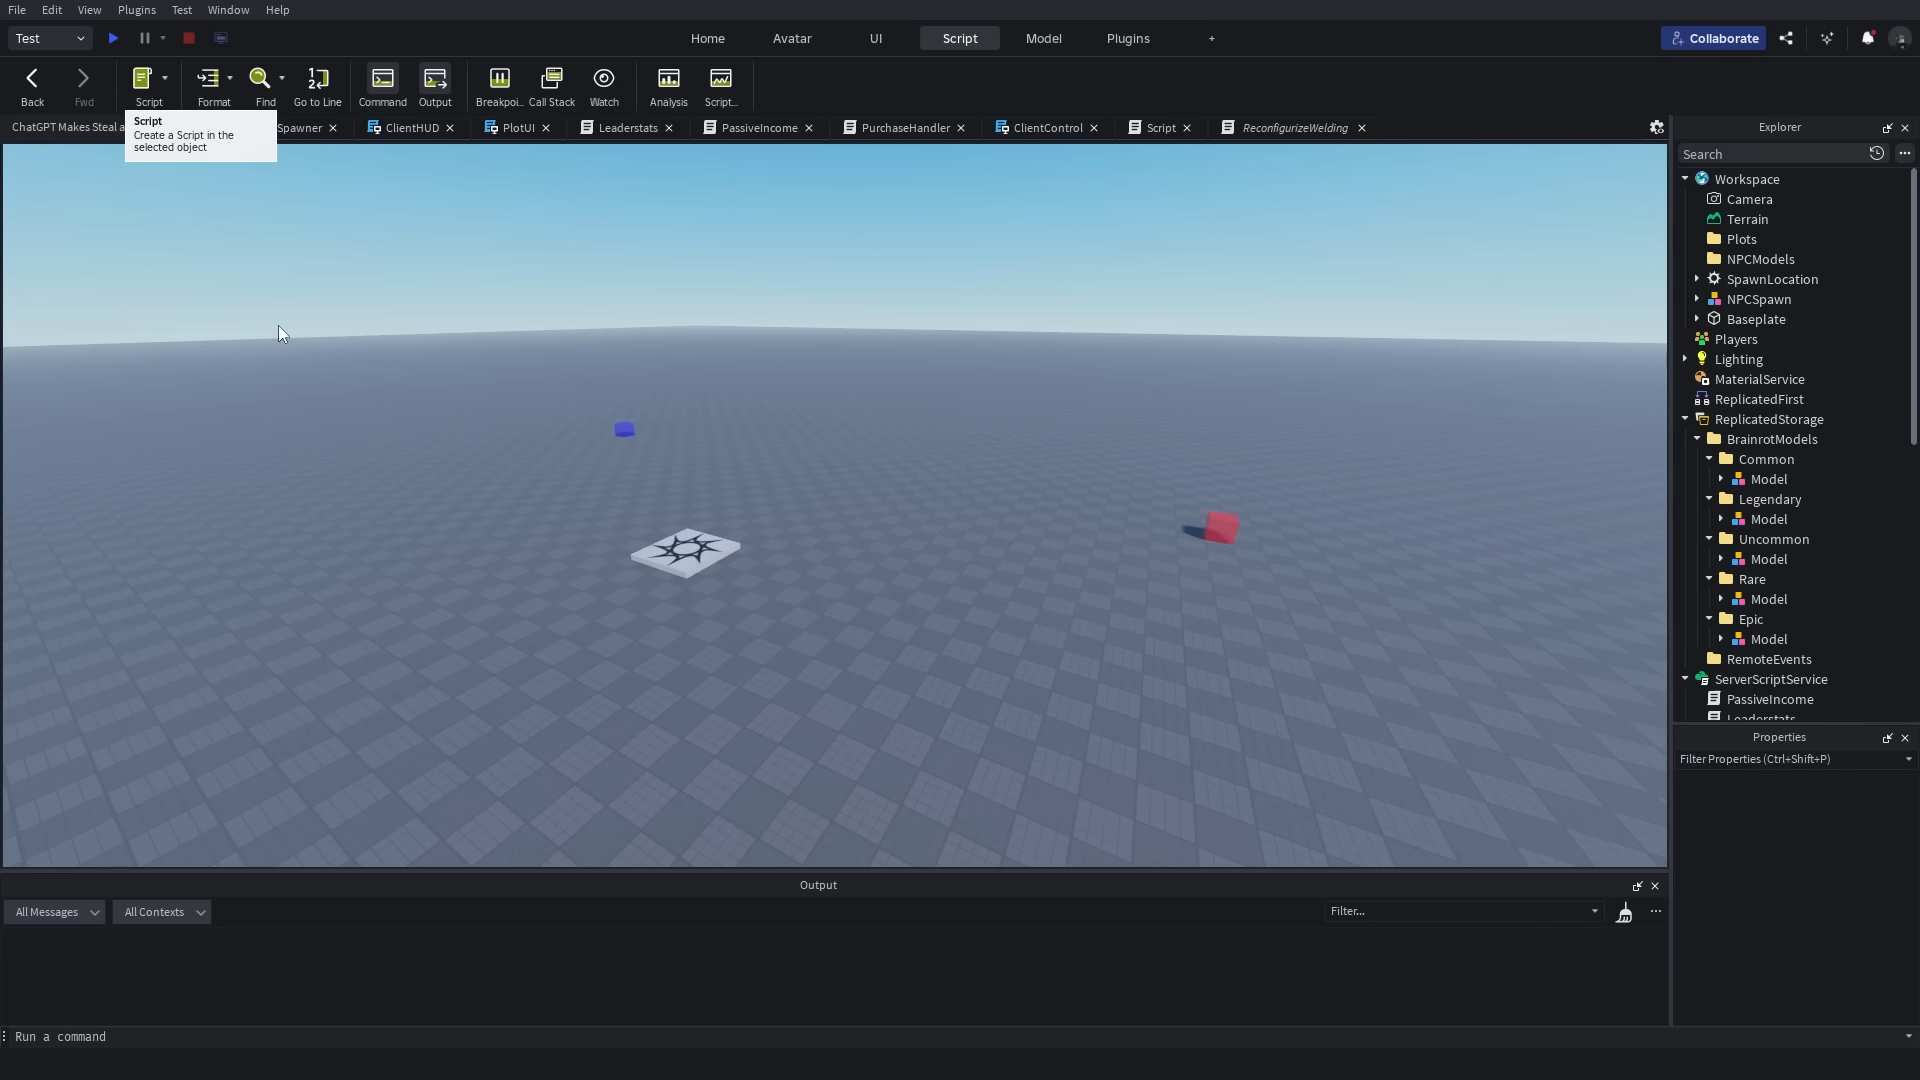 File Edit View Plugins Test Window Help
Test Home Avatar UI Script Model Plugins + Collaborate
Back Fwd Script Format Find Go to Line Command Output Breakpoi... Call Stack Watch Analysis Script...
ChatGPT Makes Steal a Spawner ClientHUD PlotUI Leaderstats PassiveIncome PurchaseHandler ClientControl Script ReconfigurizeWelding
Script
Create a Script in the
selected object
Explorer
Search
Workspace
Camera
Terrain
Plots
NPCModels
SpawnLocation
NPCSpawn
Baseplate
Players
Lighting
MaterialService
ReplicatedFirst
ReplicatedStorage
BrainrotModels
Common
Model
Legendary
Model
Uncommon
Model
Rare
Model
Epic
Model
RemoteEvents
ServerScriptService
PassiveIncome
Leaderstats
Properties
Filter Properties (Ctrl+Shift+P)
Output
All Messages All Contexts Filter...
Run a command